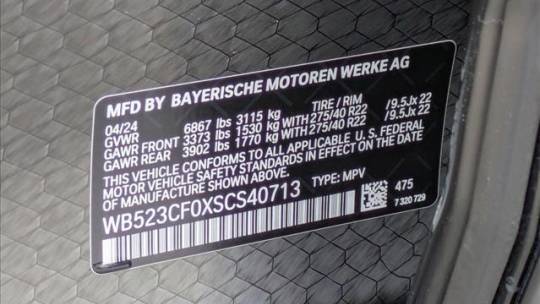 MFD BY BAYERISCHE MOTOREN WERKE AG
04/24
GVWR 6867 lbs 3115 kg TIRE / RIM
GAWR FRONT 3373 lbs 1530 kg WITH 275/40 R22 / 9.5Jx 22
GAWR REAR 3902 lbs 1770 kg WITH 275/40 R22 / 9.5Jx 22
THIS VEHICLE CONFORMS TO ALL APPLICABLE U.S. FEDERAL
MOTOR VEHICLE SAFETY STANDARDS IN EFFECT ON THE DATE
OF MANUFACTURE SHOWN ABOVE.
WB523CF0XSCS40713 TYPE: MPV 475
7 320 729